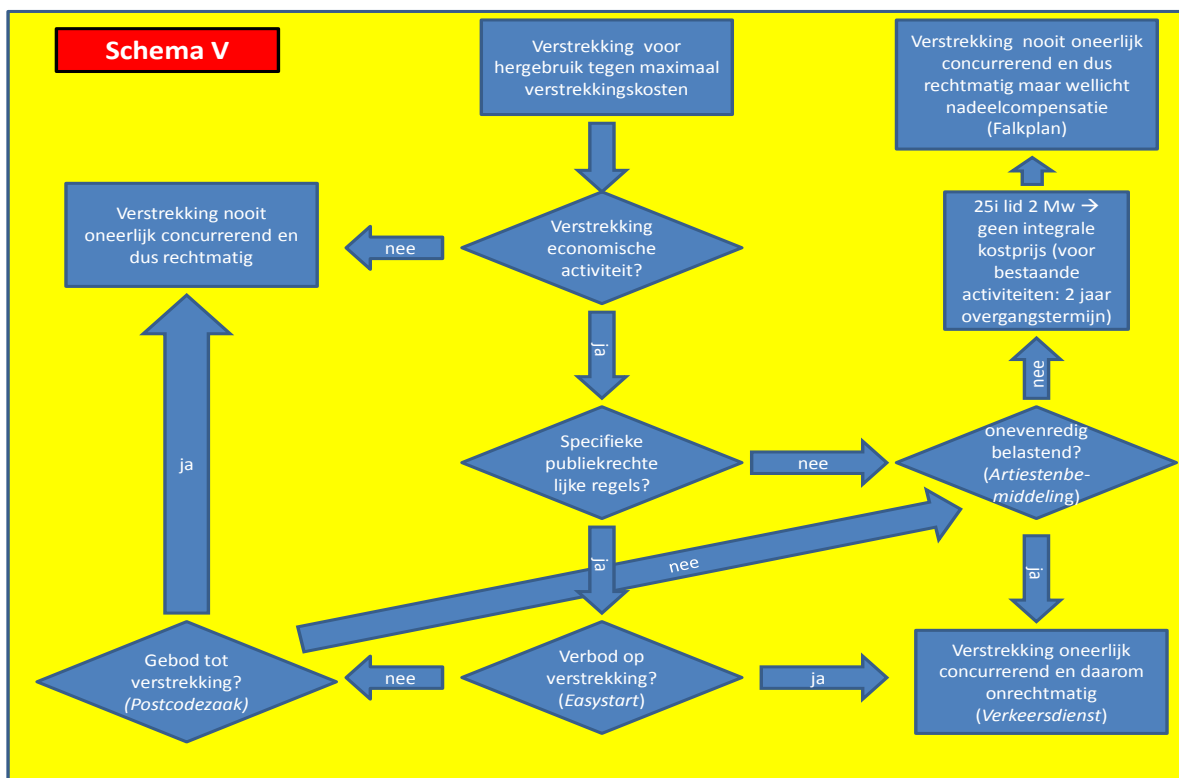 Schema V
Verstrekking voor
hergebruik tegen maximaal
verstrekkingskosten
Verstrekking nooit oneerlijk
concurrerend en dus
rechtmatig maar wellicht
nadeelcompensatie
(Falkplan)
Verstrekking nooit
oneerlijk concurrerend en
dus rechtmatig
nee
Verstrekking
economische
activiteit?
25i lid 2 Mw →
geen integrale
kostprijs (voor
bestaande
activiteiten: 2 jaar
overgangstermijn)
ja
nee
ja
Specifieke
publiekrechte
lijke regels?
nee
onevenredig
belastend?
(Artiestenbe-
middeling)
ja
nee
ja
Gebod tot
verstrekking?
(Postcodezaak)
nee
Verbod op
verstrekking?
(Easystart)
ja
Verstrekking oneerlijk
concurrerend en daarom
onrechtmatig
(Verkeersdienst)